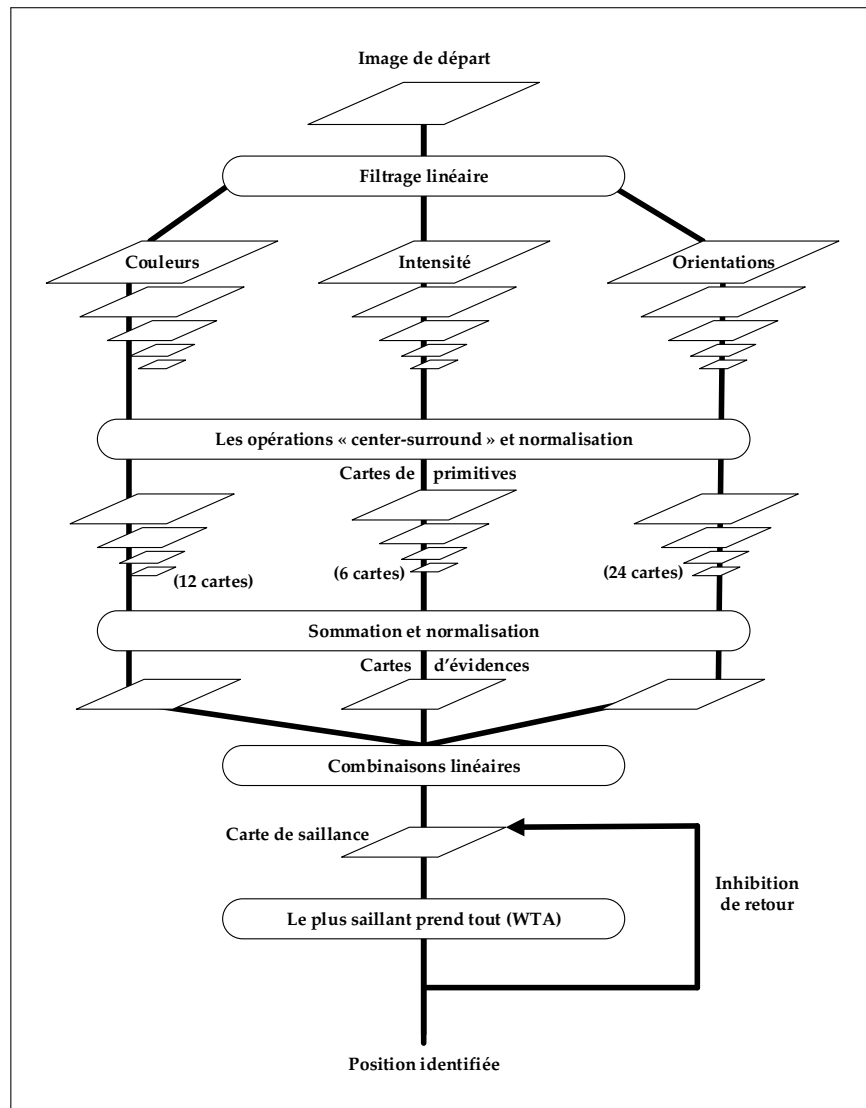 Image de départ
Filtrage linéaire
Couleurs
Intensité
Orientations
Les opérations « center-surround » et normalisation
Cartes de primitives
(12 cartes)
(6 cartes)
(24 cartes)
Sommation et normalisation
Cartes d'évidences
Combinaisons linéaires
Carte de saillance
Inhibition
de retour
Le plus saillant prend tout (WTA)
Position identifiée